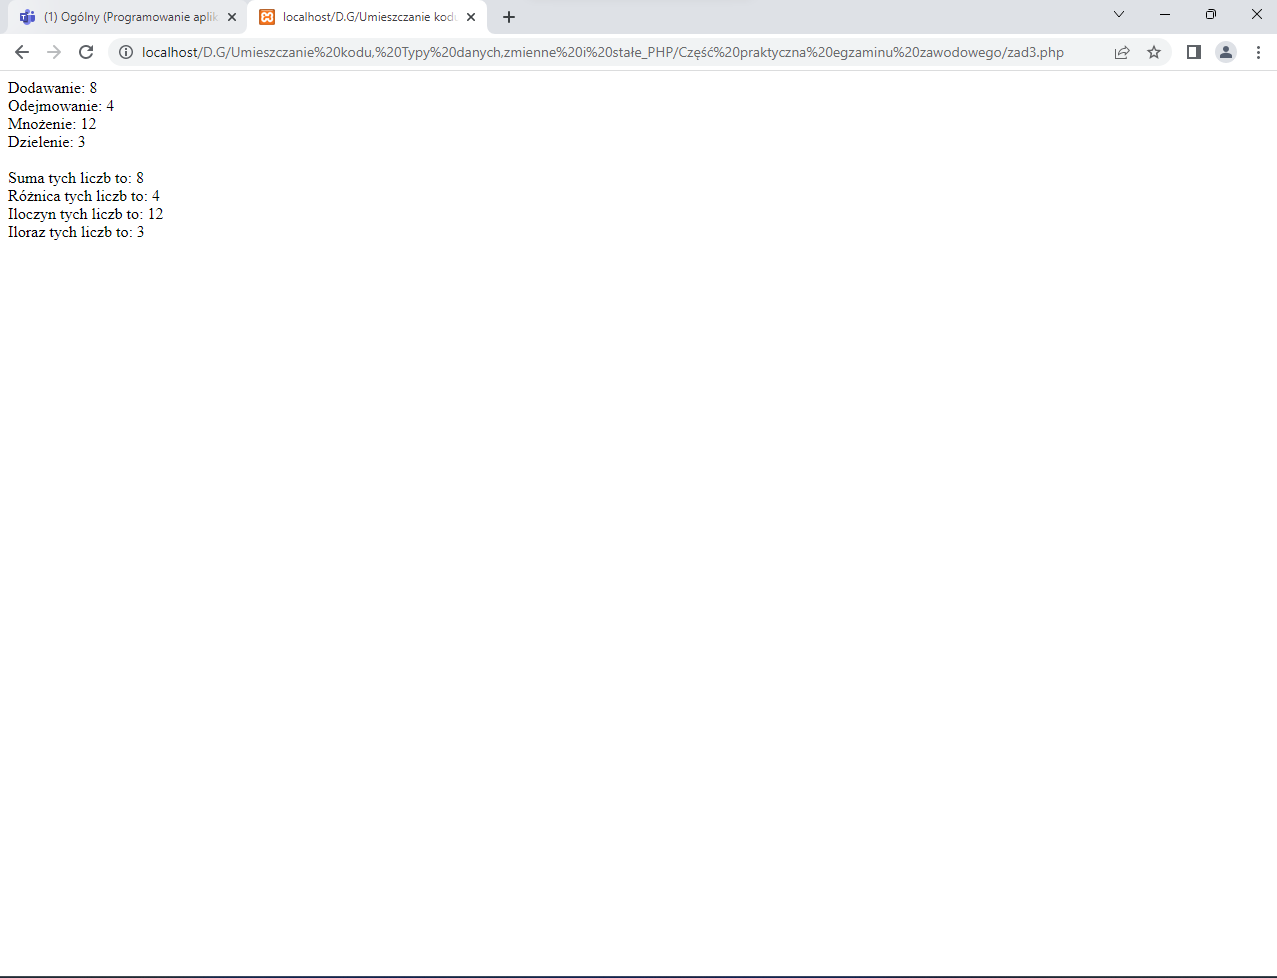 (1) Ogólny (Programowanie aplik
localhost/D.G/Umieszczanie kodu
localhost/D.G/Umieszczanie%20kodu,%20Typy%20danych,zmienne%20i%20stałe_PHP/Część%20praktyczna%20egzaminu%20zawodowego/zad3.php
Dodawanie: 8
Odejmowanie: 4
Mnożenie: 12
Dzielenie: 3
Suma tych liczb to: 8
Różnica tych liczb to: 4
Iloczyn tych liczb to: 12
Iloraz tych liczb to: 3